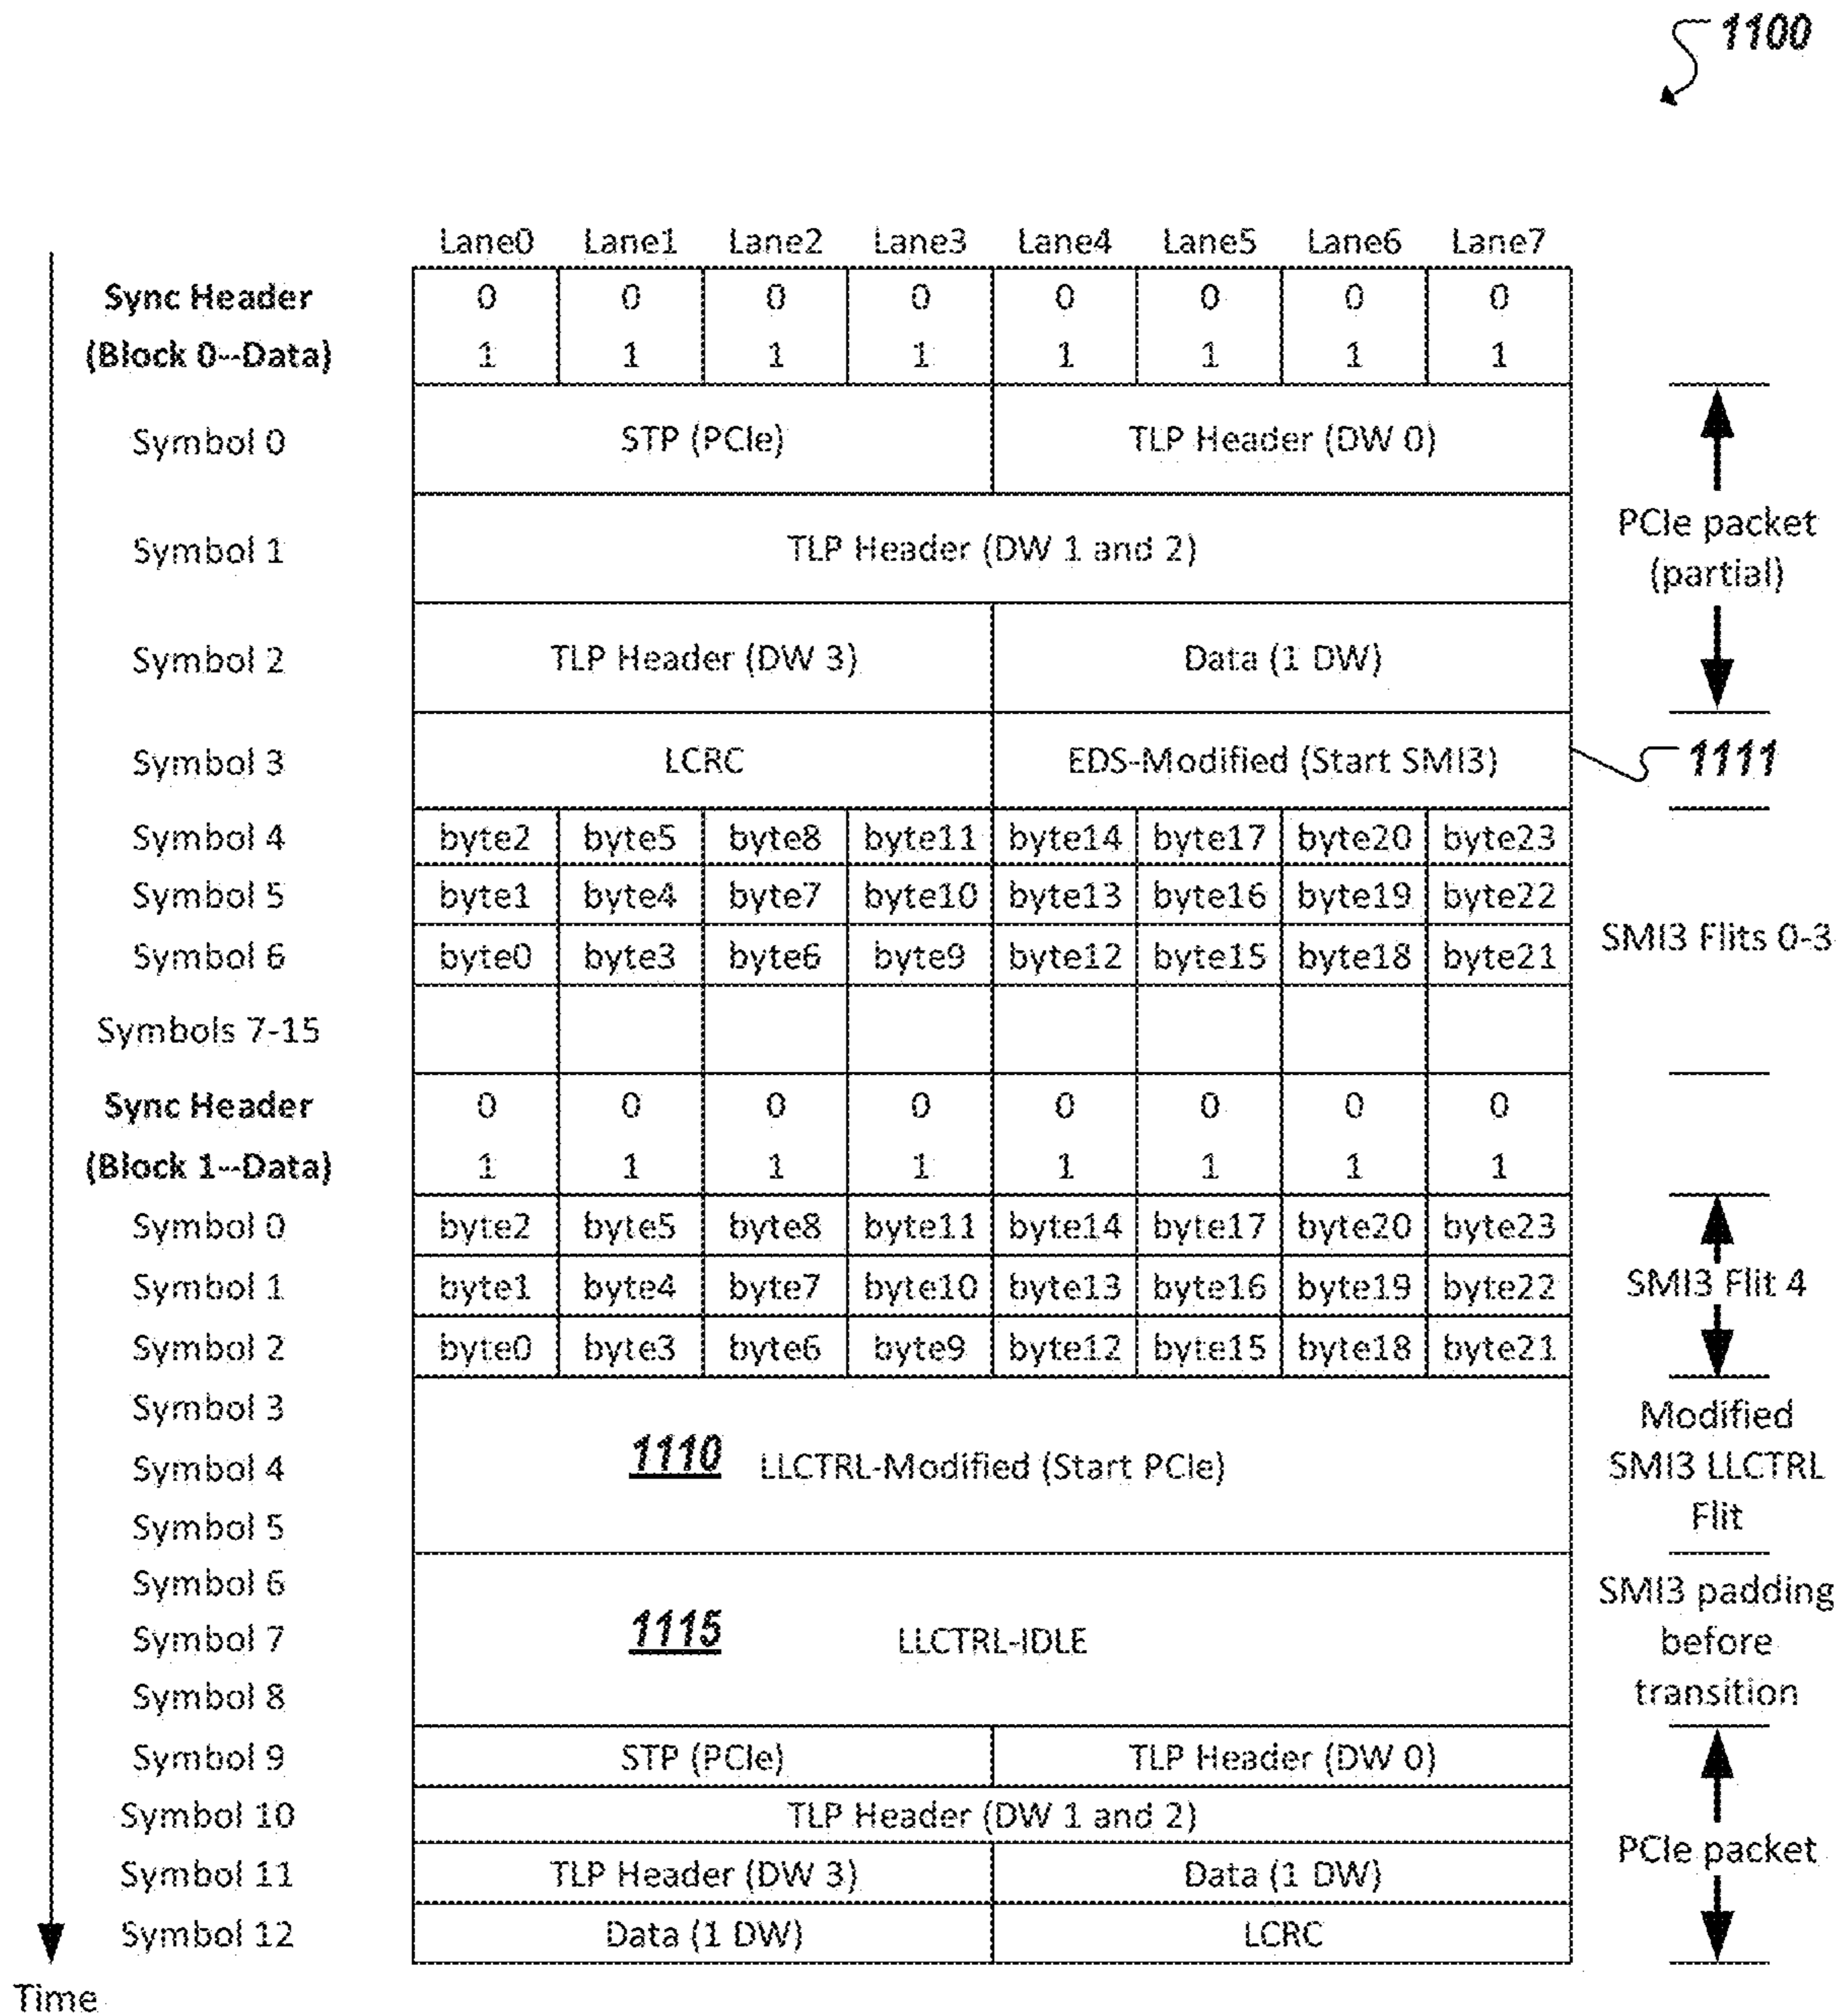 1100
Lane0 Lane1 Lane2 Lane3 Lane4 Lane5 Lane6 Lane7
Sync Header 0 0 0 0 0 0 0 0
(Block 0--Data) 1 1 1 1 1 1 1 1
Symbol 0 STP (PCIe) TLP Header (DW 0)
Symbol 1 TLP Header (DW 1 and 2)
PCIe packet
(partial)
Symbol 2 TLP Header (DW 3) Data (1 DW)
Symbol 3 LCRC EDS-Modified (Start SMI3) 1111
Symbol 4 byte2 byte5 byte8 byte11 byte14 byte17 byte20 byte23
Symbol 5 byte1 byte4 byte7 byte10 byte13 byte16 byte19 byte22
Symbol 6 byte0 byte3 byte6 byte9 byte12 byte15 byte18 byte21
SMI3 Flits 0-3
Symbols 7-15
Sync Header 0 0 0 0 0 0 0 0
(Block 1--Data) 1 1 1 1 1 1 1 1
Symbol 0 byte2 byte5 byte8 byte11 byte14 byte17 byte20 byte23
Symbol 1 byte1 byte4 byte7 byte10 byte13 byte16 byte19 byte22
SMI3 Flit 4
Symbol 2 byte0 byte3 byte6 byte9 byte12 byte15 byte18 byte21
Symbol 3
Symbol 4
Symbol 5
1110 LLCTRL-Modified (Start PCIe)
Modified
SMI3 LLCTRL
Flit
Symbol 6
Symbol 7
Symbol 8
1115 LLCTRL-IDLE
SMI3 padding
before
transition
Symbol 9 STP (PCIe) TLP Header (DW 0)
Symbol 10 TLP Header (DW 1 and 2)
Symbol 11 TLP Header (DW 3) Data (1 DW)
PCIe packet
Symbol 12 Data (1 DW) LCRC
Time